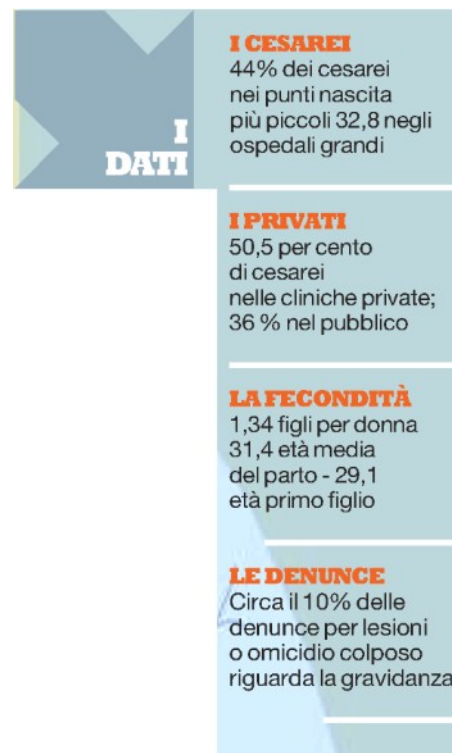 I
DATI
I CESAREI
44% dei cesarei
nei punti nascita
più piccoli 32,8 negli
ospedali grandi
I PRIVATI
50,5 per cento
di cesarei
nelle cliniche private;
36 % nel pubblico
LA FECONDITÀ
1,34 figli per donna
31,4 età media
del parto - 29,1
età primo figlio
LE DENUNCE
Circa il 10% delle
denunce per lesioni
o omicidio colposo
riguarda la gravidanza